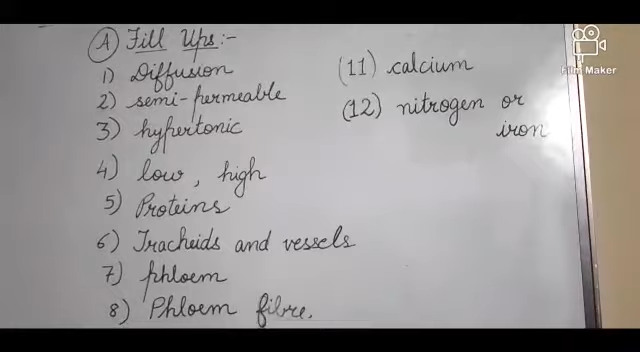 (A) Fill Ups:-
1) Diffusion
2) semi-permeable
3) hypertonic
4) low, high
5) Proteins
6) Tracheids and vessels
7) phloem
8) Phloem fibre.
(11) calcium
(12) nitrogen or
iron
Film Maker